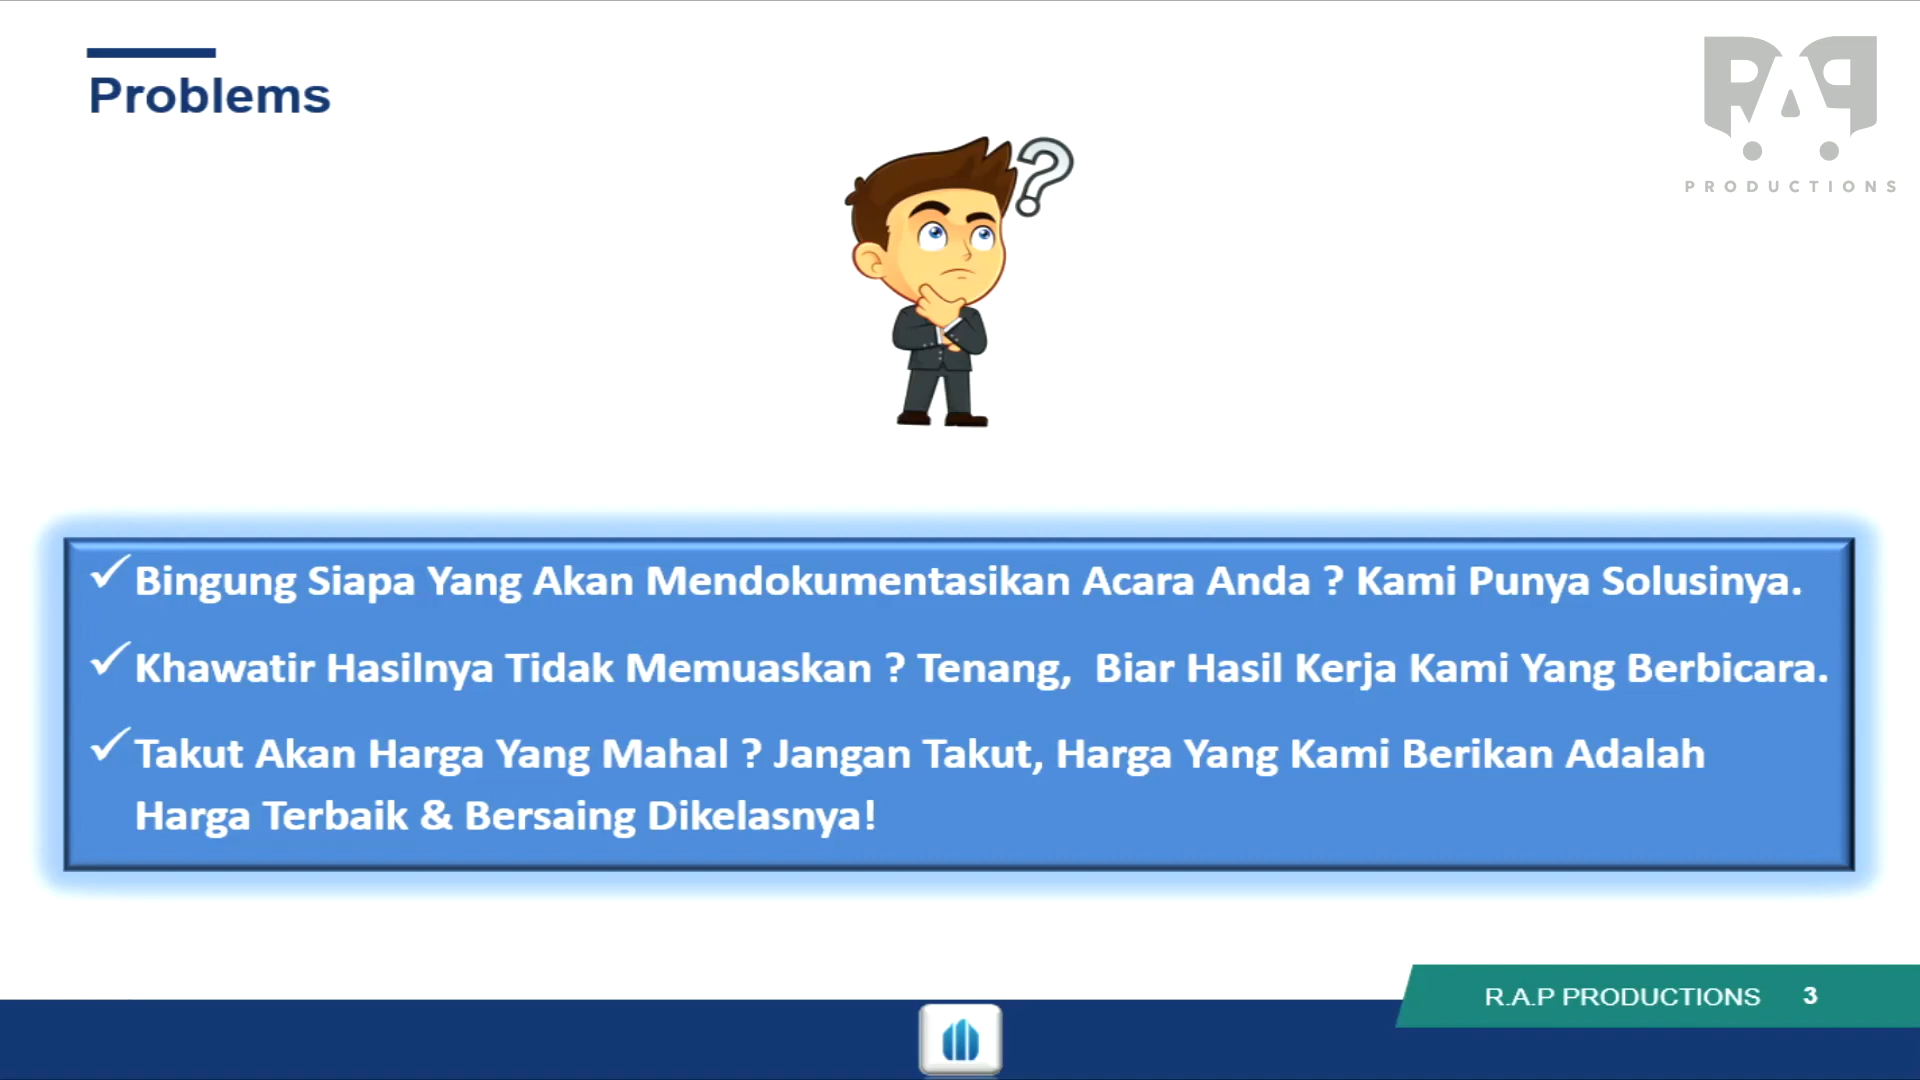 Problems
RAP
PRODUCTIONS
?
Bingung Siapa Yang Akan Mendokumentasikan Acara Anda ? Kami Punya Solusinya.
Khawatir Hasilnya Tidak Memuaskan ? Tenang, Biar Hasil Kerja Kami Yang Berbicara.
Takut Akan Harga Yang Mahal ? Jangan Takut, Harga Yang Kami Berikan Adalah
Harga Terbaik & Bersaing Dikelasnya!
R.A.P PRODUCTIONS 3